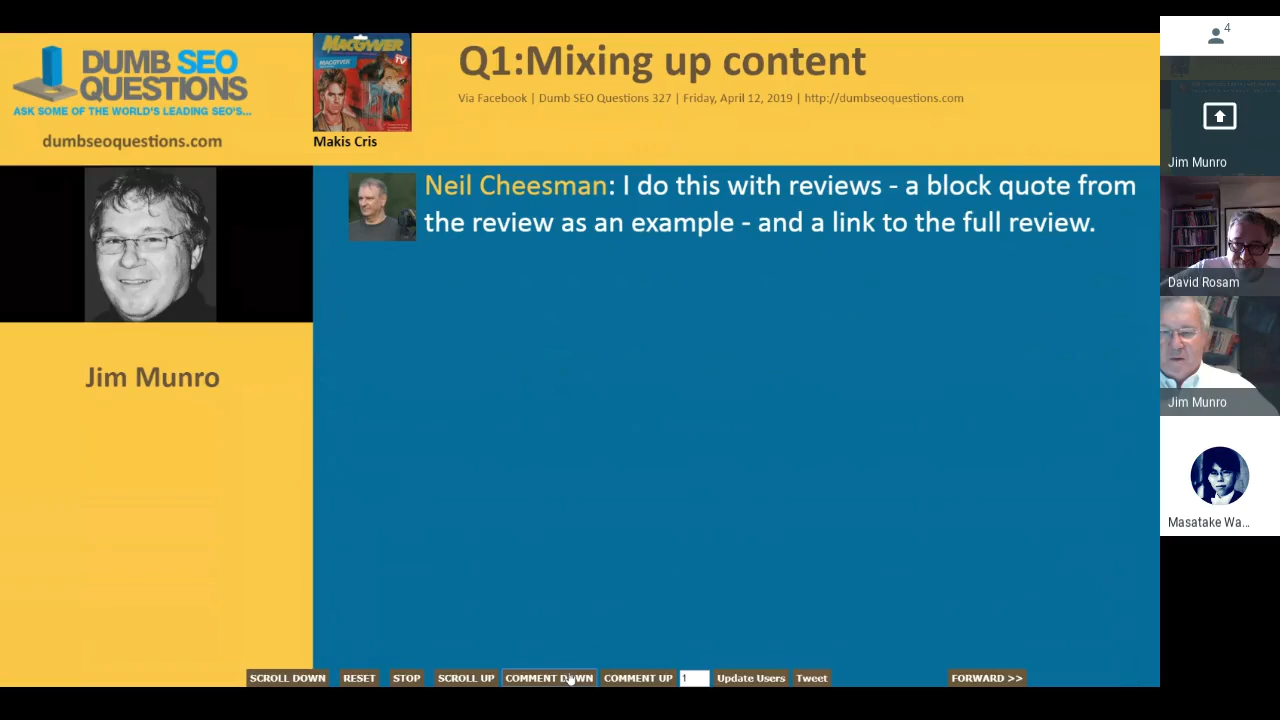 DUMB SEO
QUESTIONS
ASK SOME OF THE WORLD'S LEADING SEO'S...
dumbseoquestions.com
MACGYVER
MACGYVER
TV
Makis Cris
Q1:Mixing up content
Via Facebook | Dumb SEO Questions 327 | Friday, April 12, 2019 | http://dumbseoquestions.com
Neil Cheesman: I do this with reviews - a block quote from
the review as an example - and a link to the full review.
Jim Munro
4
Jim Munro
David Rosam
Jim Munro
Masatake Wa...
SCROLL DOWN RESET STOP SCROLL UP COMMENT DOWN COMMENT UP 1 Update Users Tweet FORWARD >>